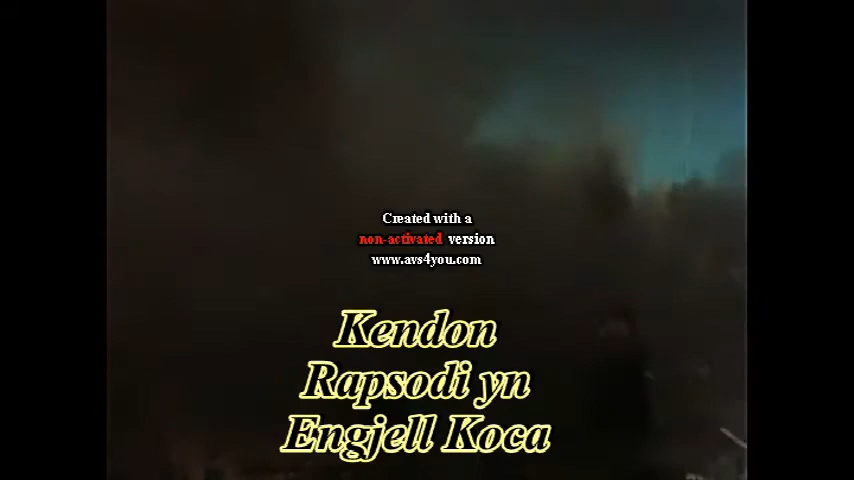 Created with a
non-activated version
www.avs4you.com
Kendon
Rapsodi yn
Engjell Koca